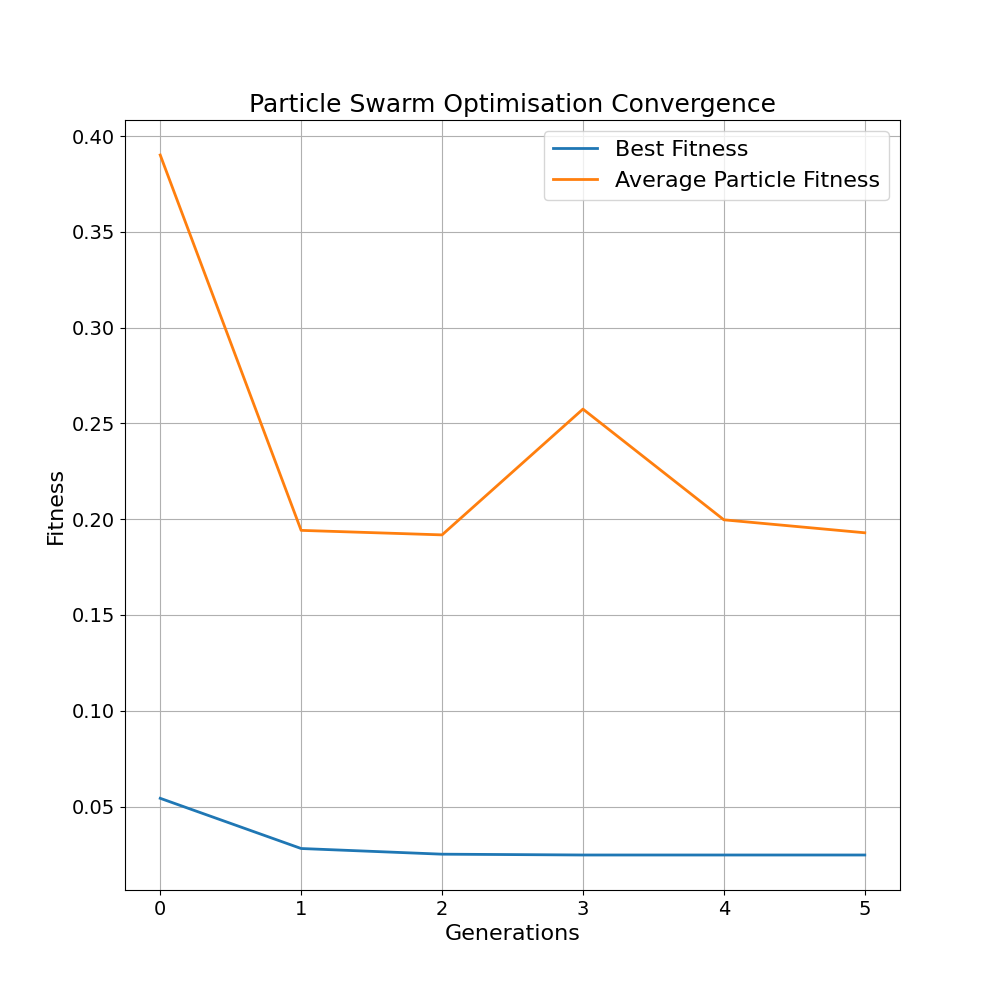 Particle Swarm Optimisation Convergence
Best Fitness
Average Particle Fitness
0.40
0.35
0.30
0.25
0.20
0.15
0.10
0.05
Fitness
0 1 2 3 4 5
Generations